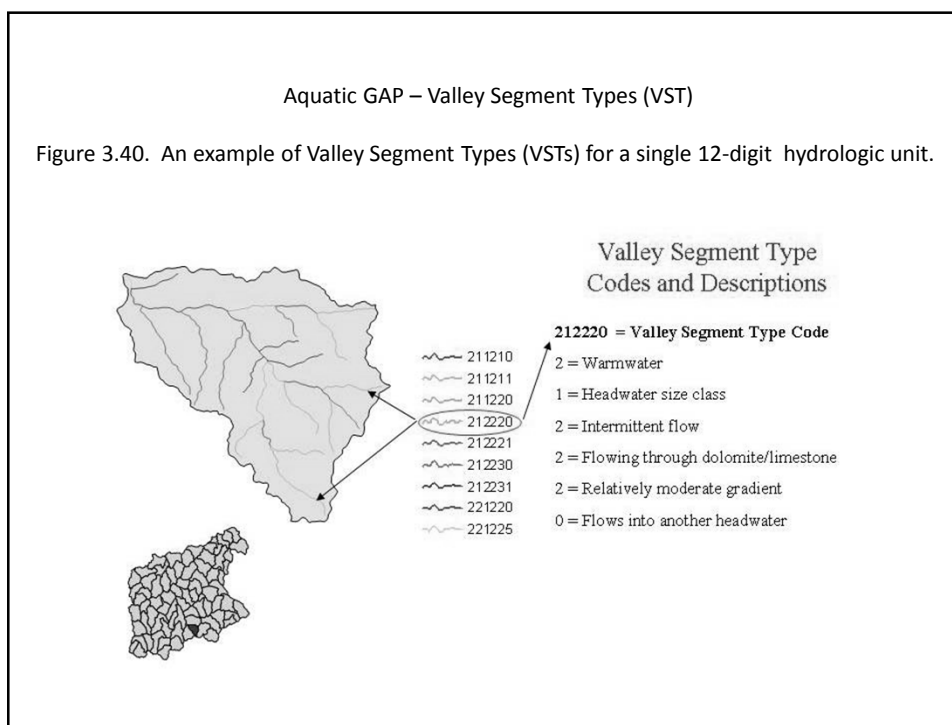 Aquatic GAP – Valley Segment Types (VST)
Figure 3.40. An example of Valley Segment Types (VSTs) for a single 12-digit hydrologic unit.
Valley Segment Type
Codes and Descriptions
211210
211211
211220
212220
212221
212230
212231
221220
221225
212220 = Valley Segment Type Code
2 = Warmwater
1 = Headwater size class
2 = Intermittent flow
2 = Flowing through dolomite/limestone
2 = Relatively moderate gradient
0 = Flows into another headwater